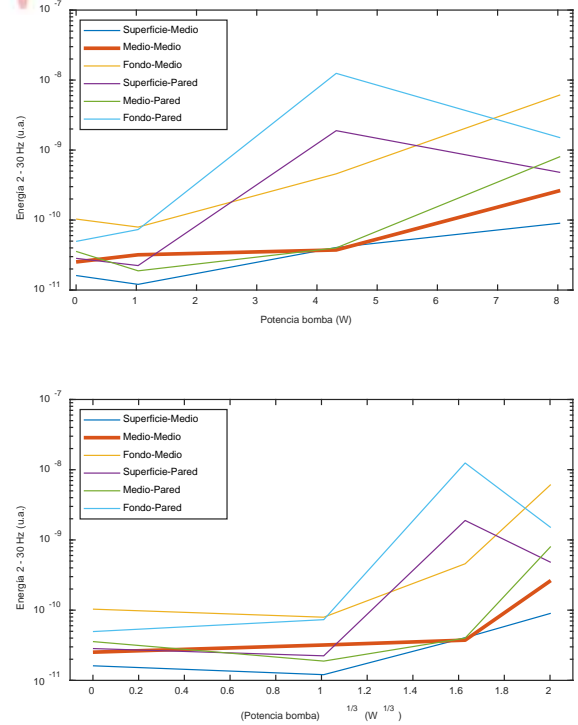 10 -7
10 -8
10 -9
10 -10
10 -11
Energía 2 - 30 Hz (u.a.)
Superficie-Medio
Medio-Medio
Fondo-Medio
Superficie-Pared
Medio-Pared
Fondo-Pared
0 1 2 3 4 5 6 7 8
Potencia bomba (W)
10 -7
10 -8
10 -9
10 -10
10 -11
Energía 2 - 30 Hz (u.a.)
Superficie-Medio
Medio-Medio
Fondo-Medio
Superficie-Pared
Medio-Pared
Fondo-Pared
0 0.2 0.4 0.6 0.8 1 1.2 1.4 1.6 1.8 2
(Potencia bomba) 1/3 (W 1/3 )